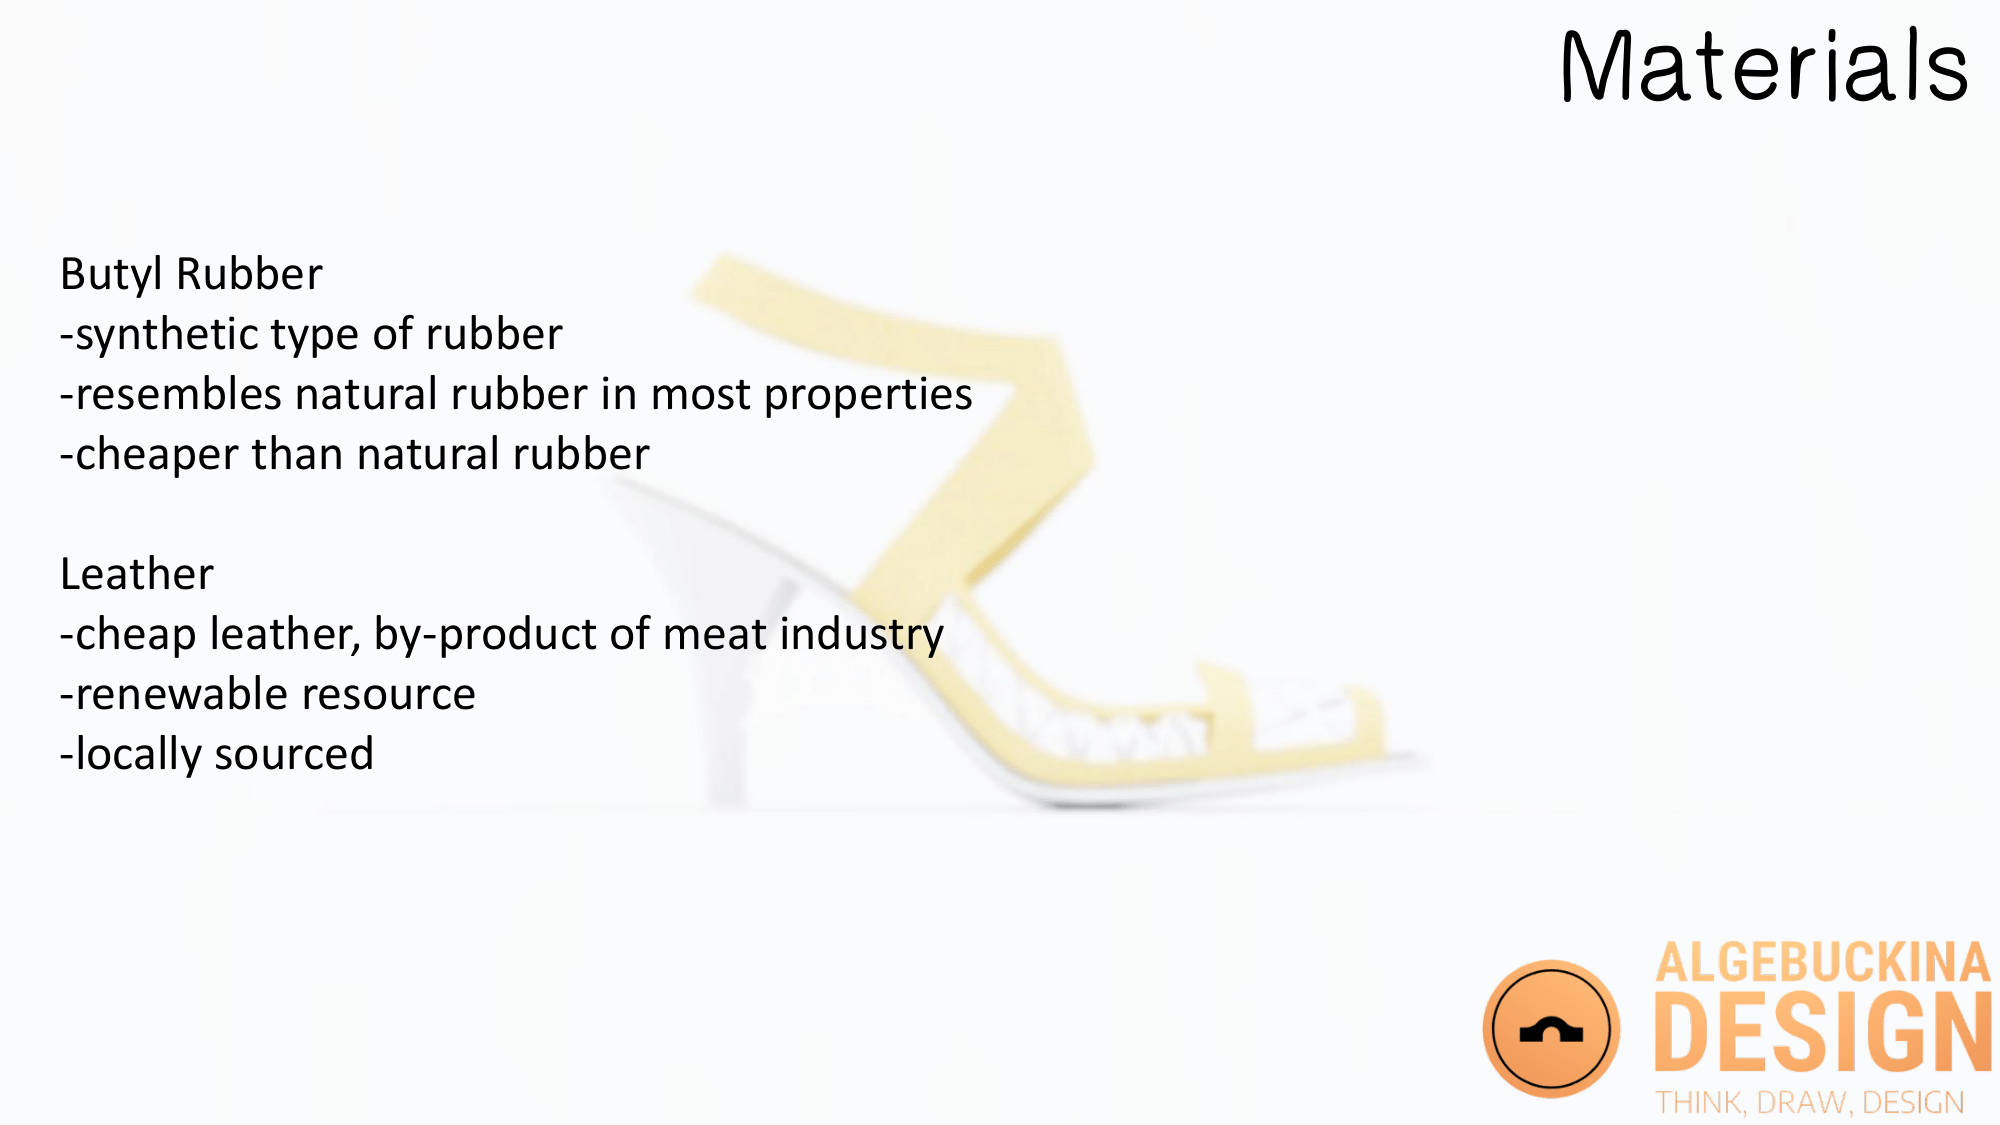 Materials
Butyl Rubber
-synthetic type of rubber
-resembles natural rubber in most properties
-cheaper than natural rubber
Leather
-cheap leather, by-product of meat industry
-renewable resource
-locally sourced
ALGEBUCKINA
DESIGN
THINK, DRAW, DESIGN